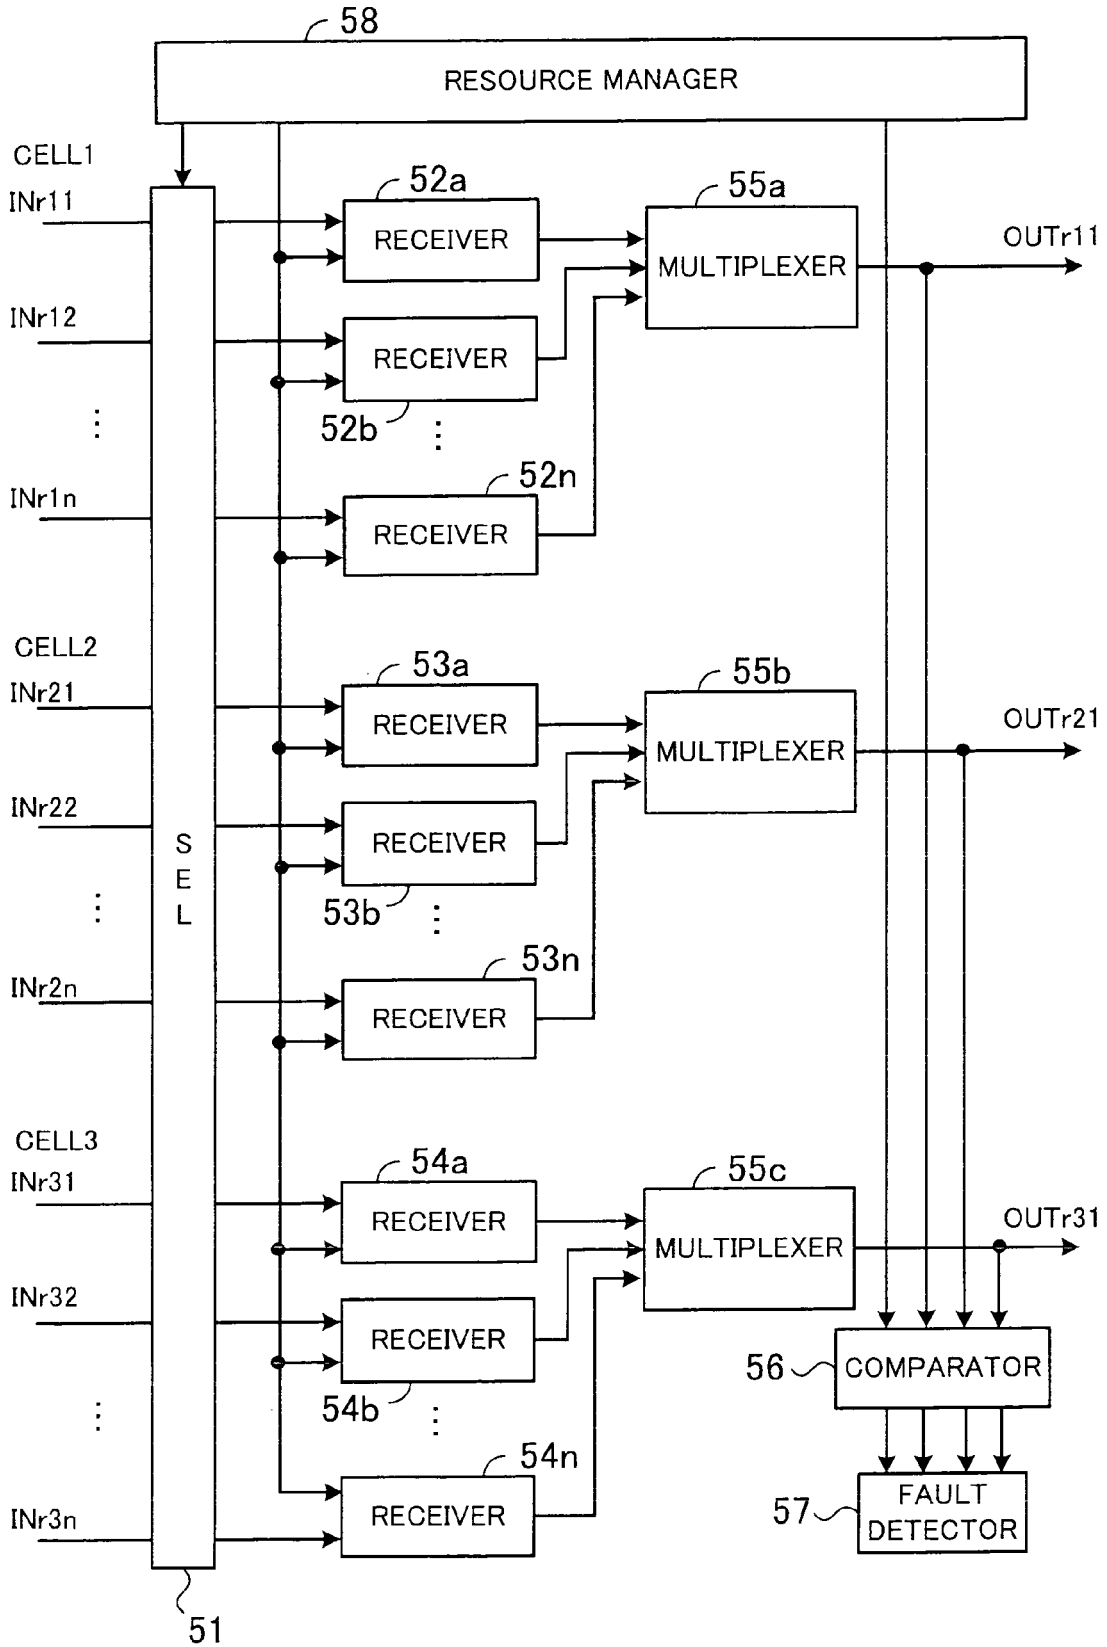 58
RESOURCE MANAGER
CELL1
INr11
52a
RECEIVER
55a
MULTIPLEXER
OUTr11
INr12
RECEIVER
52b
⋮
⋮
INr1n
52n
RECEIVER
CELL2
INr21
53a
RECEIVER
55b
MULTIPLEXER
OUTr21
INr22
RECEIVER
SEL
53b
⋮
⋮
INr2n
53n
RECEIVER
CELL3
INr31
54a
RECEIVER
55c
MULTIPLEXER
OUTr31
INr32
RECEIVER
54b
⋮
⋮
56
COMPARATOR
INr3n
54n
RECEIVER
57
FAULT
DETECTOR
51